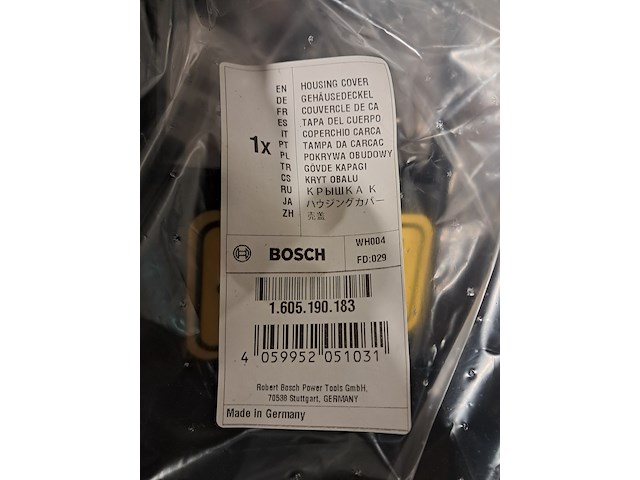 1x
EN HOUSING COVER
DE GEHÄUSEDECKEL
FR COUVERCLE DE CA
ES TAPA DEL CUERPO
IT COPERCHIO CARCA
PT TAMPA DA CARCAC
PL POKRYWA OBUDOWY
TR GÖVDE KAPAGI
CS KRYT OBALU
RU КРЫШКА К
JA ハウジングカバー
ZH 壳盖
BOSCH
WH004
FD:029
1.605.190.183
4 059952 051031
Robert Bosch Power Tools GmbH,
70538 Stuttgart, GERMANY
Made in Germany